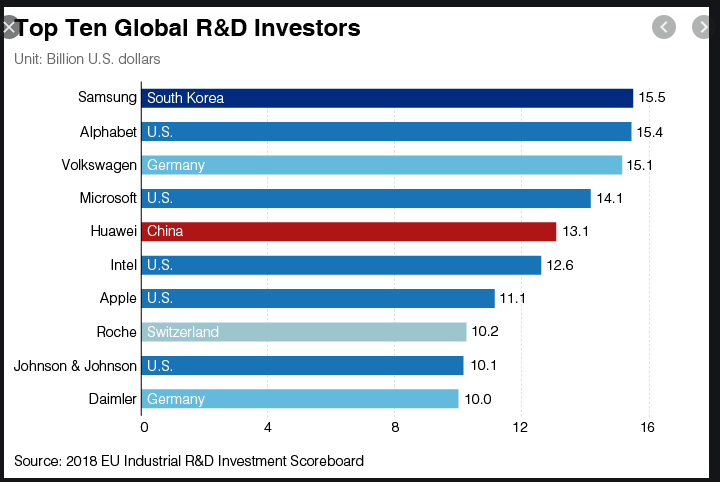 Top Ten Global R&D Investors
Unit: Billion U.S. dollars
Samsung South Korea 15.5
Alphabet U.S. 15.4
Volkswagen Germany 15.1
Microsoft U.S. 14.1
Huawei China 13.1
Intel U.S. 12.6
Apple U.S. 11.1
Roche Switzerland 10.2
Johnson & Johnson U.S. 10.1
Daimler Germany 10.0
0 4 8 12 16
Source: 2018 EU Industrial R&D Investment Scoreboard